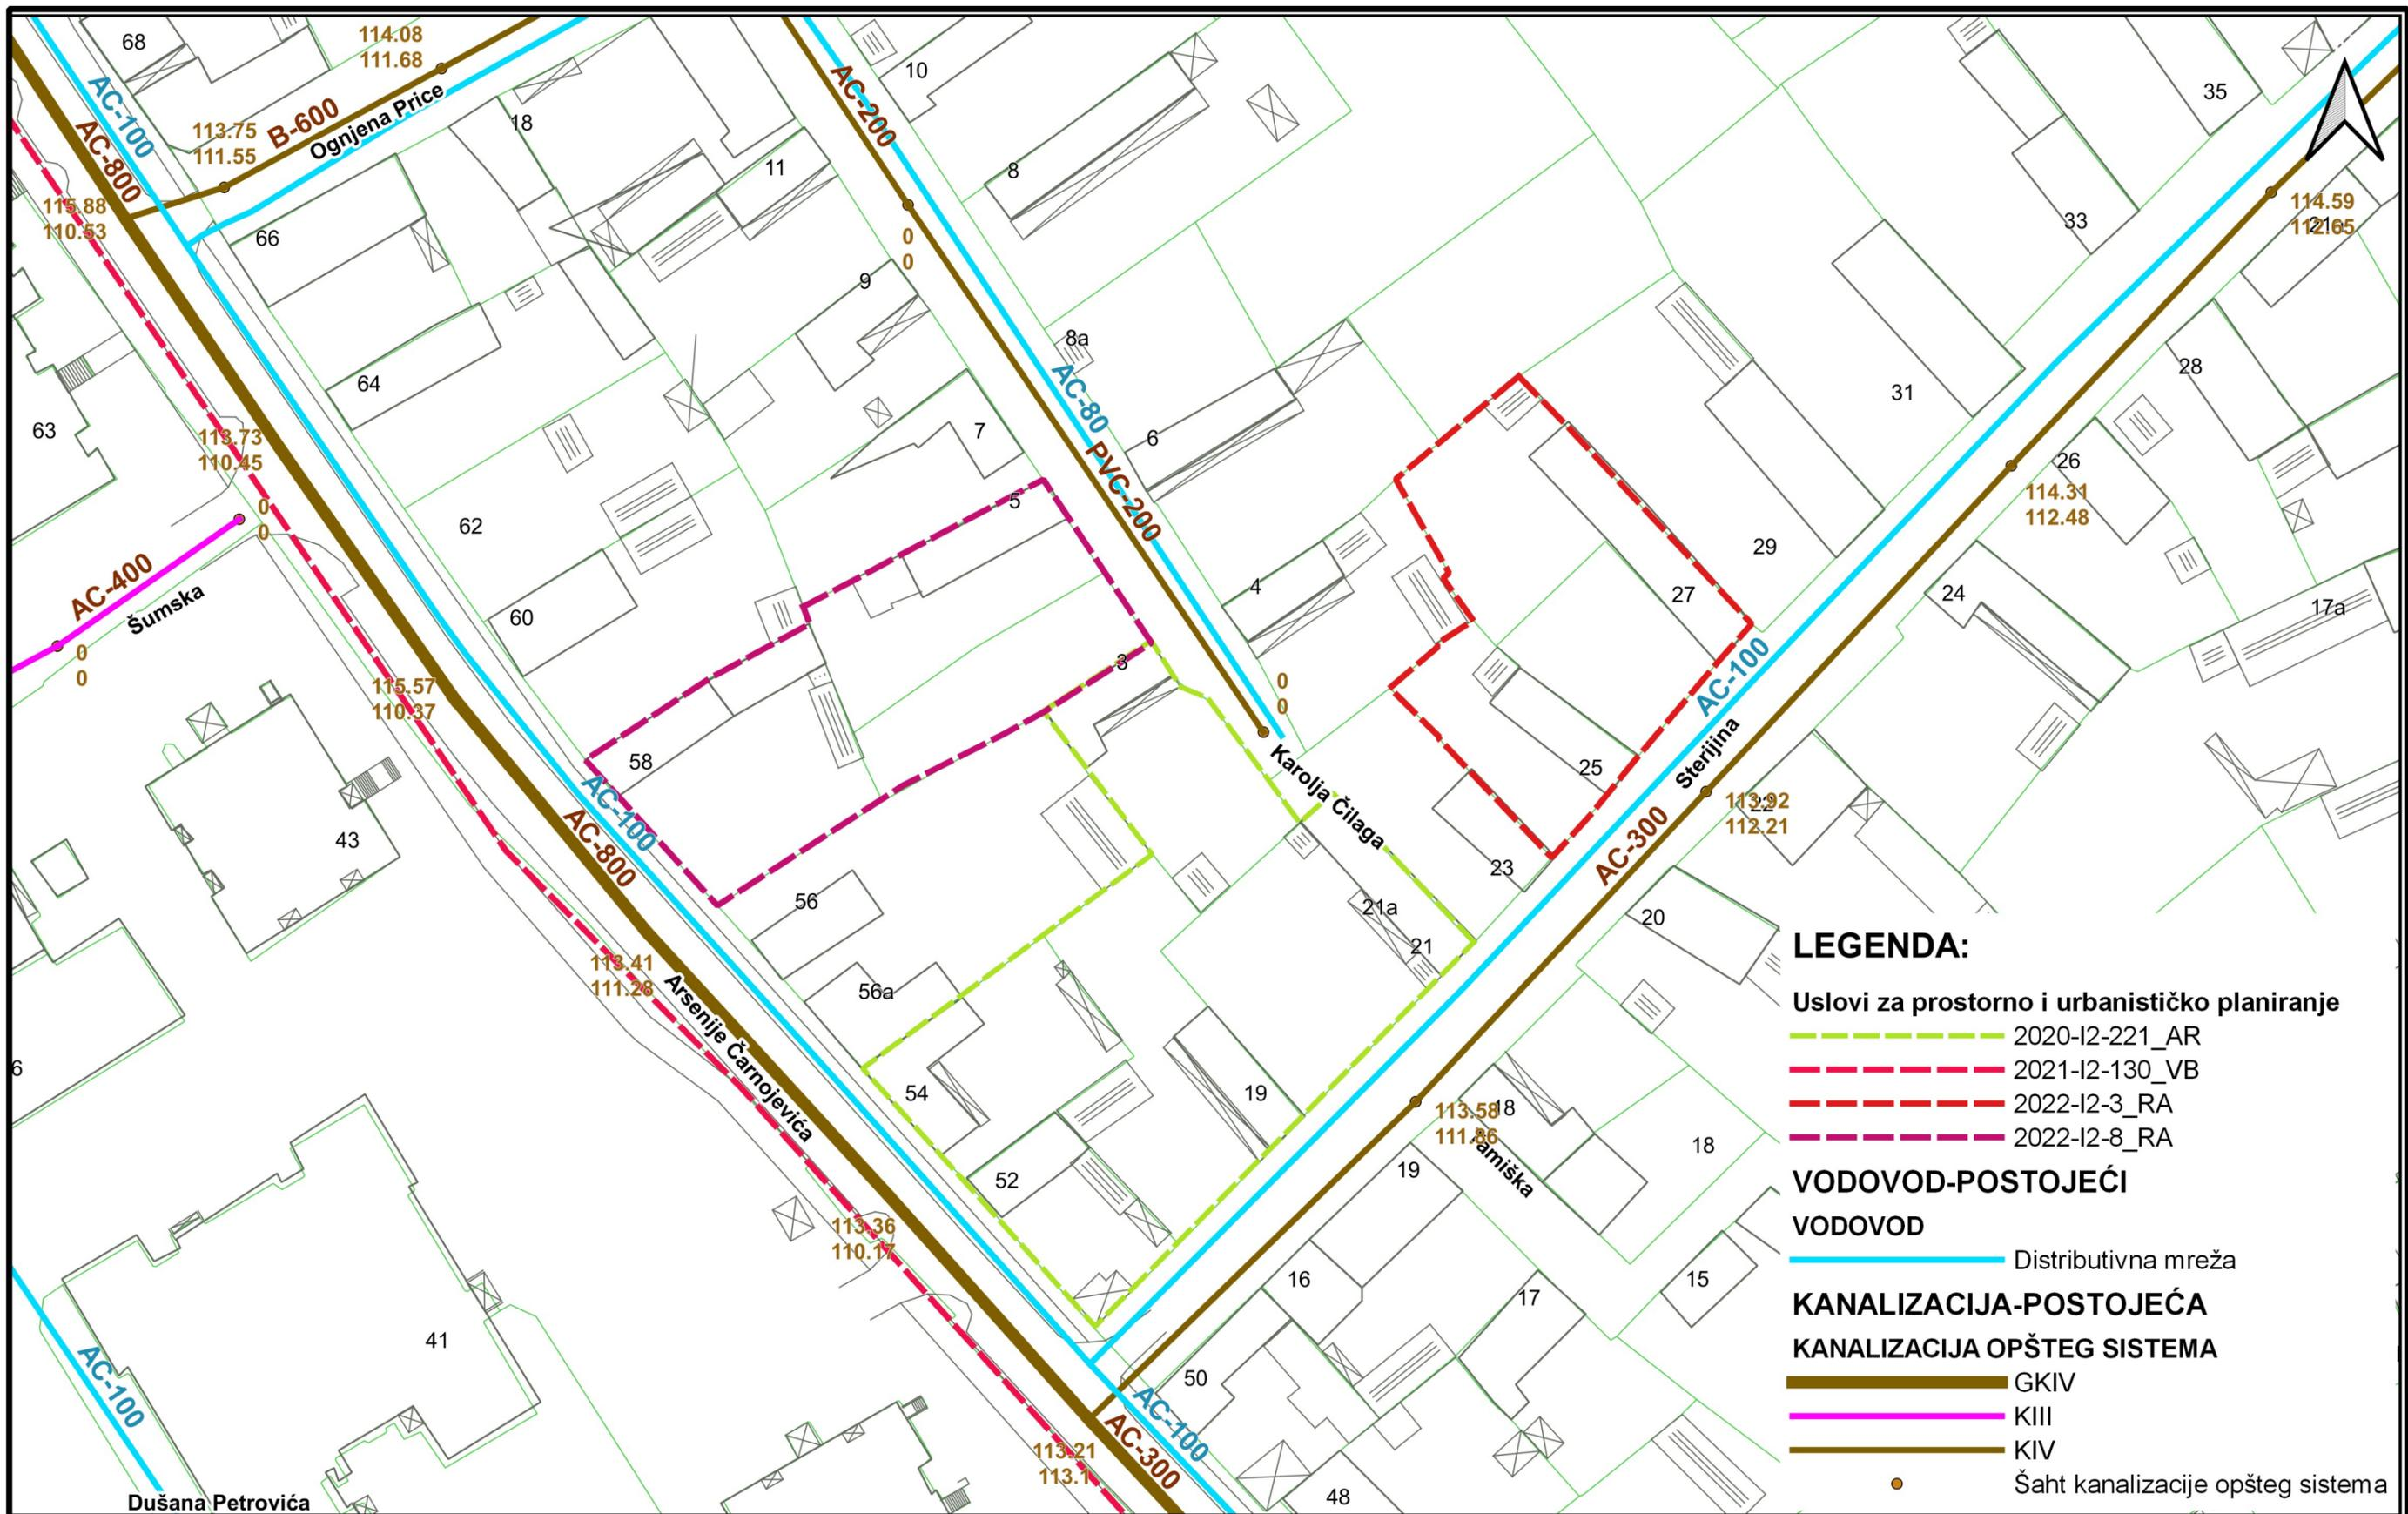 68
114.08
111.68
AC-100
AC-200
10
35
AC-800
113.75
111.55
B-600
Ognjena Price
18
11
8
115.88
110.53
66
0
0
33
114.59
112.65
9
8a
64
AC-80
28
31
63
113.73
110.45
7
6
PVC-200
26
114.31
112.48
0
0
62
5
29
AC-400
Šumska
60
4
27
24
17a
0
0
3
115.57
110.37
0
0
AC-100
Sterijina
58
AC-100
Karolja Čilaga
25
113.92
112.21
22
43
AC-800
AC-300
23
56
21a
21
20
113.41
111.28
Arsenije Čarnojevića
56a
6
54
19
113.58
111.86
18
amiška
18
52
19
113.36
110.17
16
17
15
41
50
AC-100
AC-100
AC-300
113.21
113.1
48
Dušana Petrovića
LEGENDA:
Uslovi za prostorno i urbanističko planiranje
2020-I2-221_AR
2021-I2-130_VB
2022-I2-3_RA
2022-I2-8_RA
VODOVOD-POSTOJEĆI
VODOVOD
Distributivna mreža
KANALIZACIJA-POSTOJEĆA
KANALIZACIJA OPŠTEG SISTEMA
GKIV
KIII
KIV
Šaht kanalizacije opšteg sistema